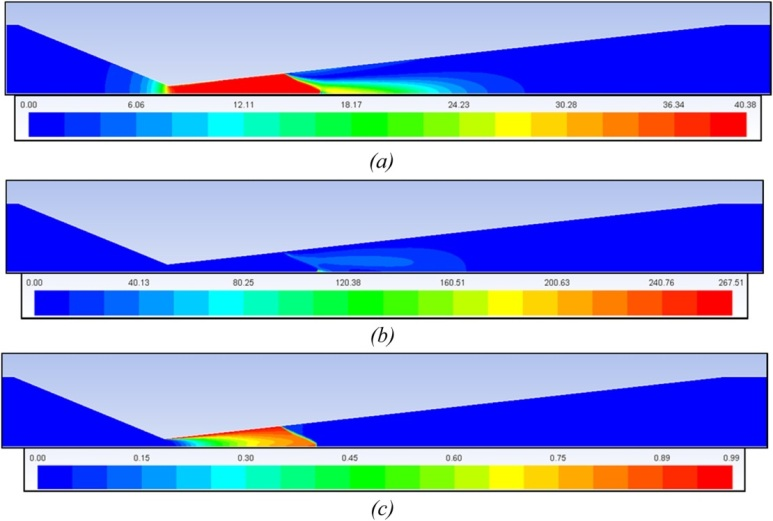 0.00 6.06 12.11 18.17 24.23 30.28 36.34 40.38
(a)
0.00 40.13 80.25 120.38 160.51 200.63 240.76 267.51
(b)
0.00 0.15 0.30 0.45 0.60 0.75 0.89 0.99
(c)